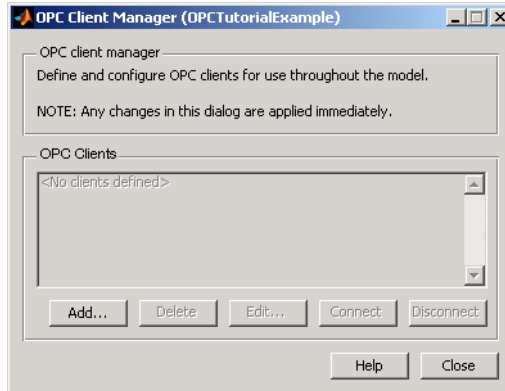 OPC Client Manager (OPCTutorialExample)
OPC client manager
Define and configure OPC clients for use throughout the model.
NOTE: Any changes in this dialog are applied immediately.
OPC Clients
<No clients defined>
Add... Delete Edit... Connect Disconnect
Help Close